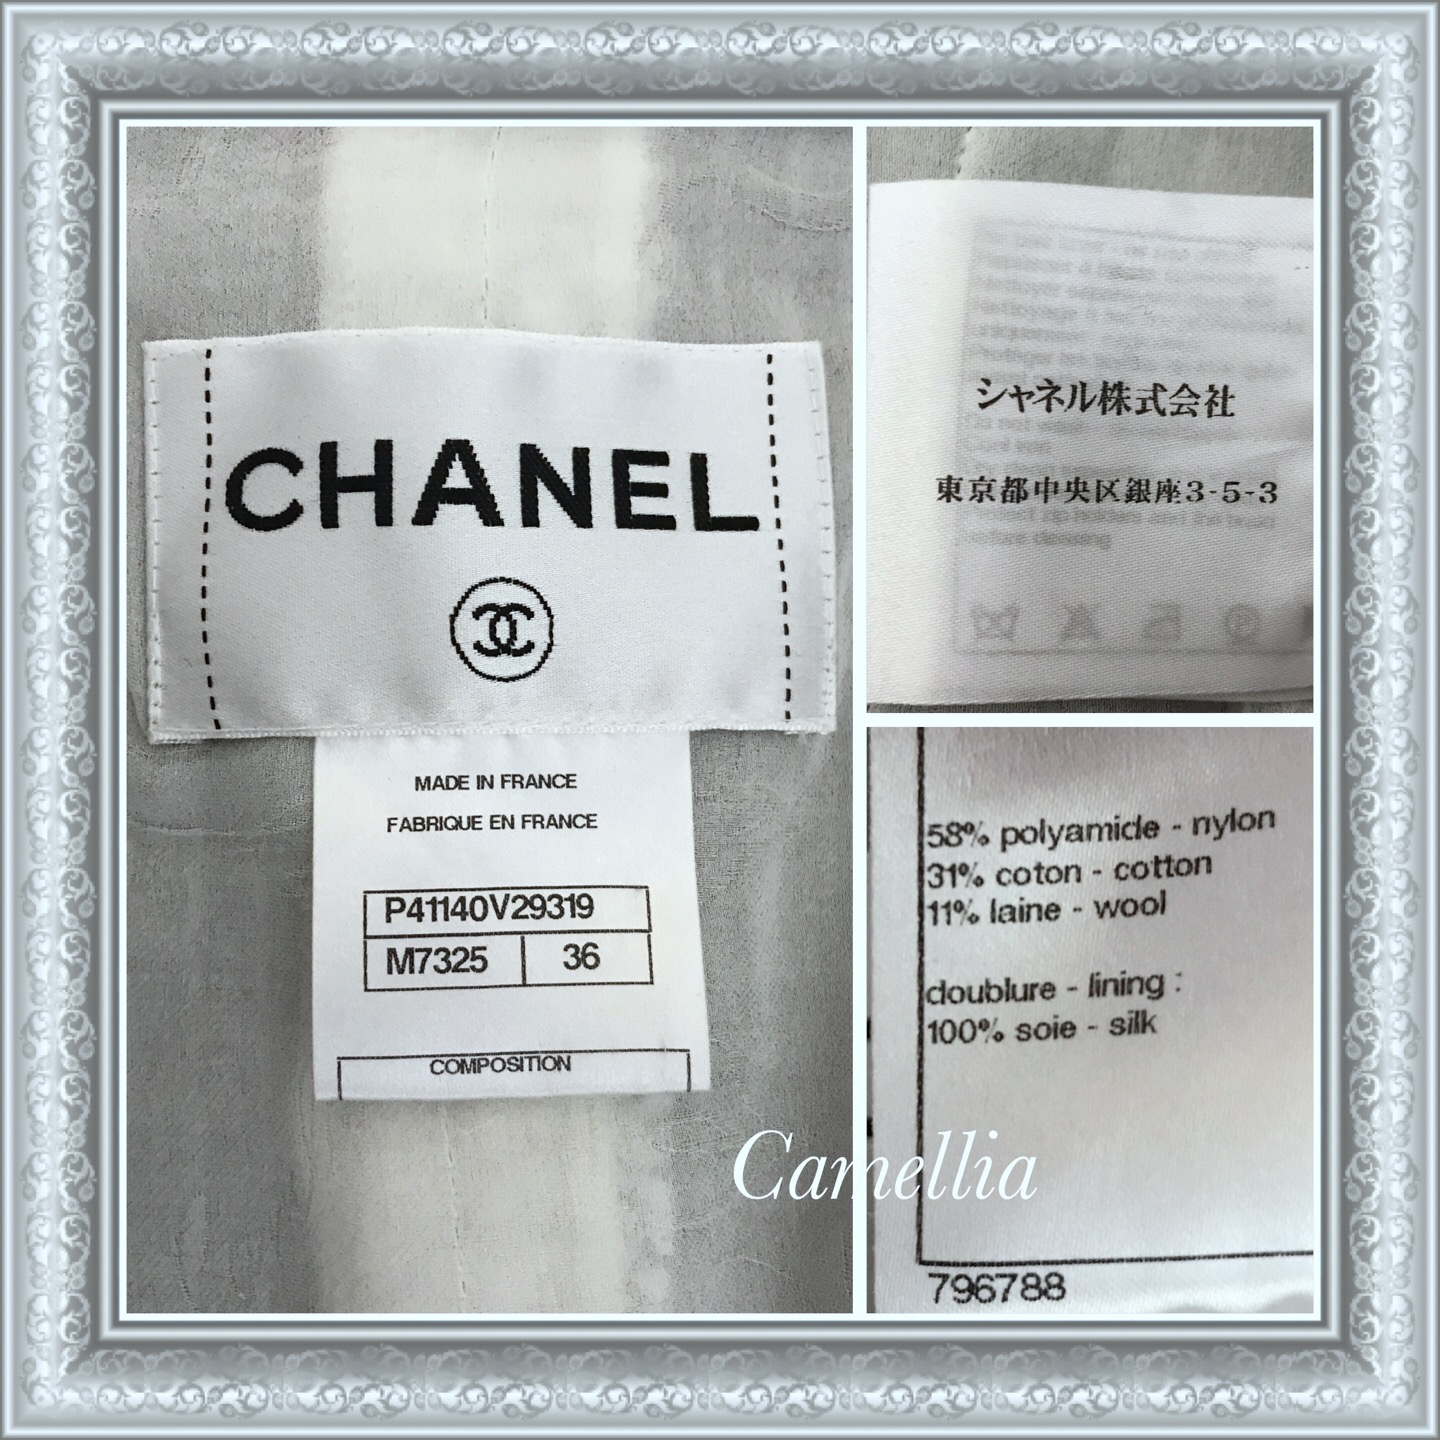 CHANEL
MADE IN FRANCE
FABRIQUE EN FRANCE
P41140V29319
M7325 36
COMPOSITION
シャネル株式会社
東京都中央区銀座3-5-3
58% polyamide - nylon
31% coton - cotton
11% laine - wool
doublure - lining :
100% soie - silk
796788
Camellia